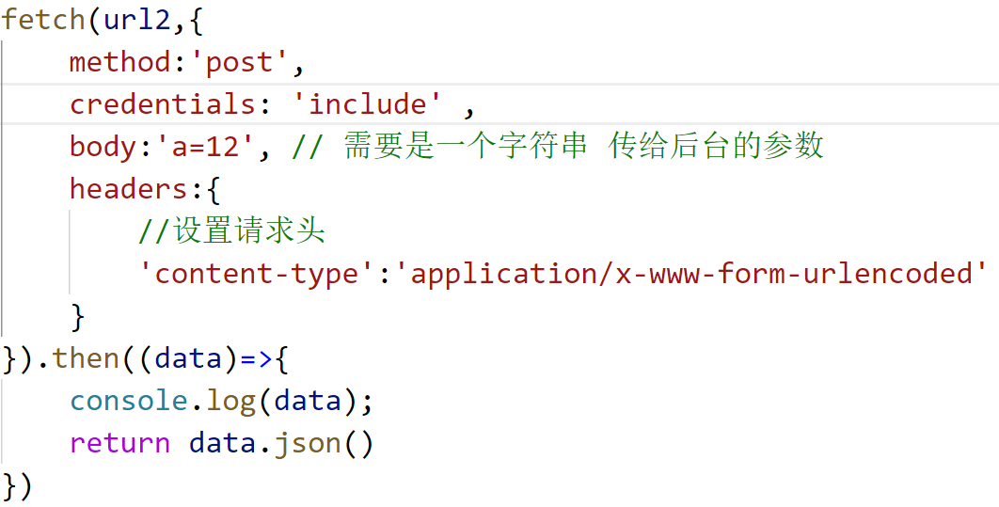 fetch(url2,{
    method:'post',
    credentials: 'include' ,
    body:'a=12', // 需要是一个字符串 传给后台的参数
    headers:{
        //设置请求头
        'content-type':'application/x-www-form-urlencoded'
    }
}).then((data)=>{
    console.log(data);
    return data.json()
})